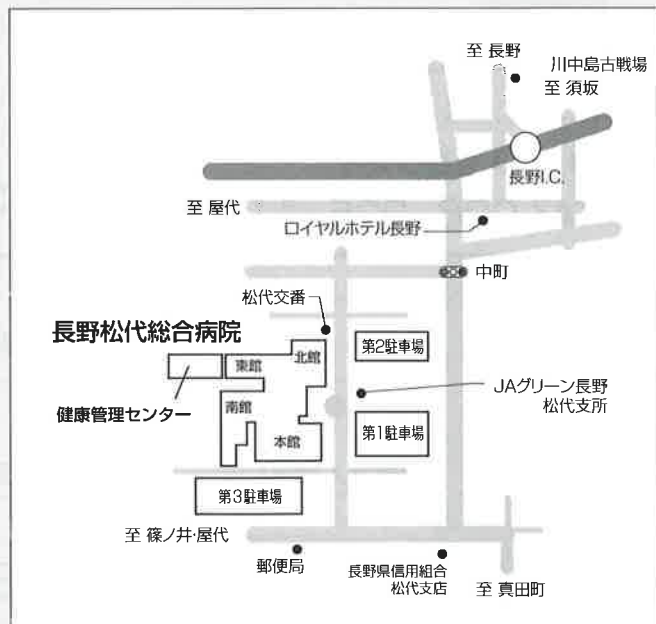 至 長野
川中島古戦場
至 須坂
長野I.C.
至 屋代
ロイヤルホテル長野
中町
松代交番
長野松代総合病院
北館
第2駐車場
東館
JAグリーン長野
松代支所
健康管理センター
南館
第1駐車場
本館
第3駐車場
至 篠ノ井·屋代
郵便局
長野県信用組合
松代支店
至 真田町